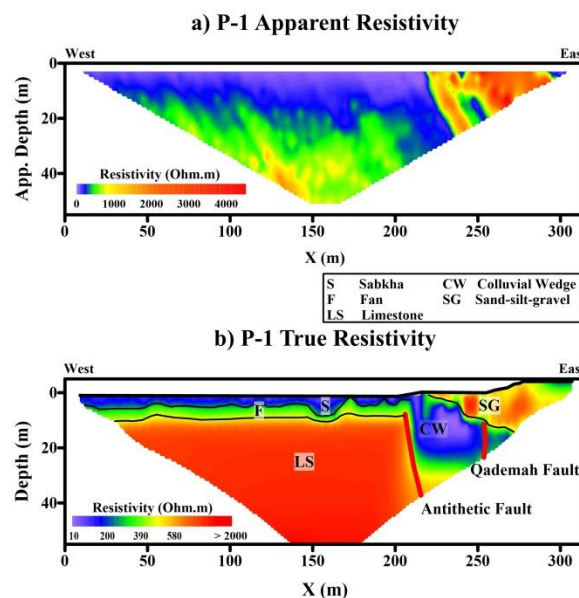 a) P-1 Apparent Resistivity
West Eas
0
20
40
App. Depth (m)
Resistivity (Ohm.m)
0 1000 2000 3000 4000
0 50 100 150 200 250 300
X (m)
S Sabkha CW Colluvial Wedge
F Fan SG Sand-silt-gravel
LS Limestone
b) P-1 True Resistivity
West Eas
0
20
40
Depth (m)
F S SG
CW
LS
Qademah Fault
Antithetic Fault
Resistivity (Ohm.m)
10 200 390 580 > 2000
0 50 100 150 200 250 300
X (m)